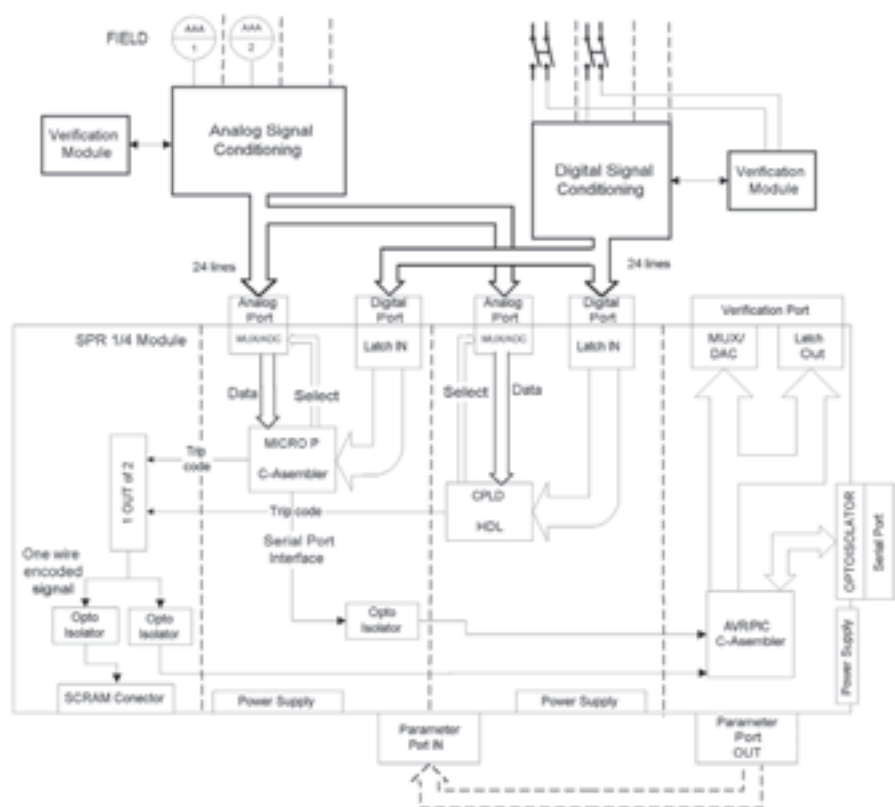 FIELD
AAA
1
AAA
2
Analog Signal
Conditioning
Verification
Module
Digital Signal
Conditioning
Verification
Module
24 lines
24 lines
Analog
Port
Digital
Port
Analog
Port
Digital
Port
Verification Port
SPR 1/4 Module
MUX/ADC
Latch IN
MUX/ADC
Latch IN
MUX/
DAC
Latch
Out
Data
Select
Select
Data
MICRO P
C-Asembler
Trip
code
1 OUT of 2
CPLD
HDL
Trip code
Serial Port
Interface
OPTOISOLATOR
Serial Port
One wire
encoded
signal
Opto
Isolator
Opto
Isolator
Opto
Isolator
AVR/PIC
C-Asembler
Power Supply
SCRAM Conector
Power Supply
Power Supply
Parameter
Port IN
Parameter
Port
OUT